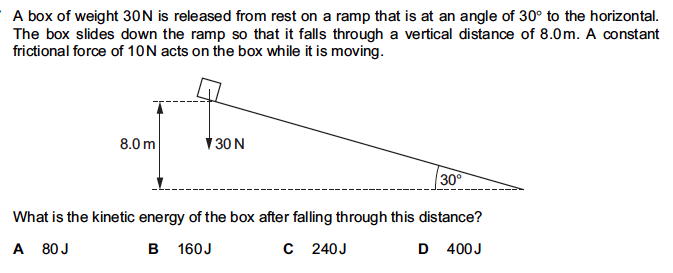 A box of weight 30N is released from rest on a ramp that is at an angle of 30° to the horizontal.
The box slides down the ramp so that it falls through a vertical distance of 8.0m. A constant
frictional force of 10N acts on the box while it is moving.
8.0 m
30 N
30°
What is the kinetic energy of the box after falling through this distance?
A 80J B 160J C 240J D 400J